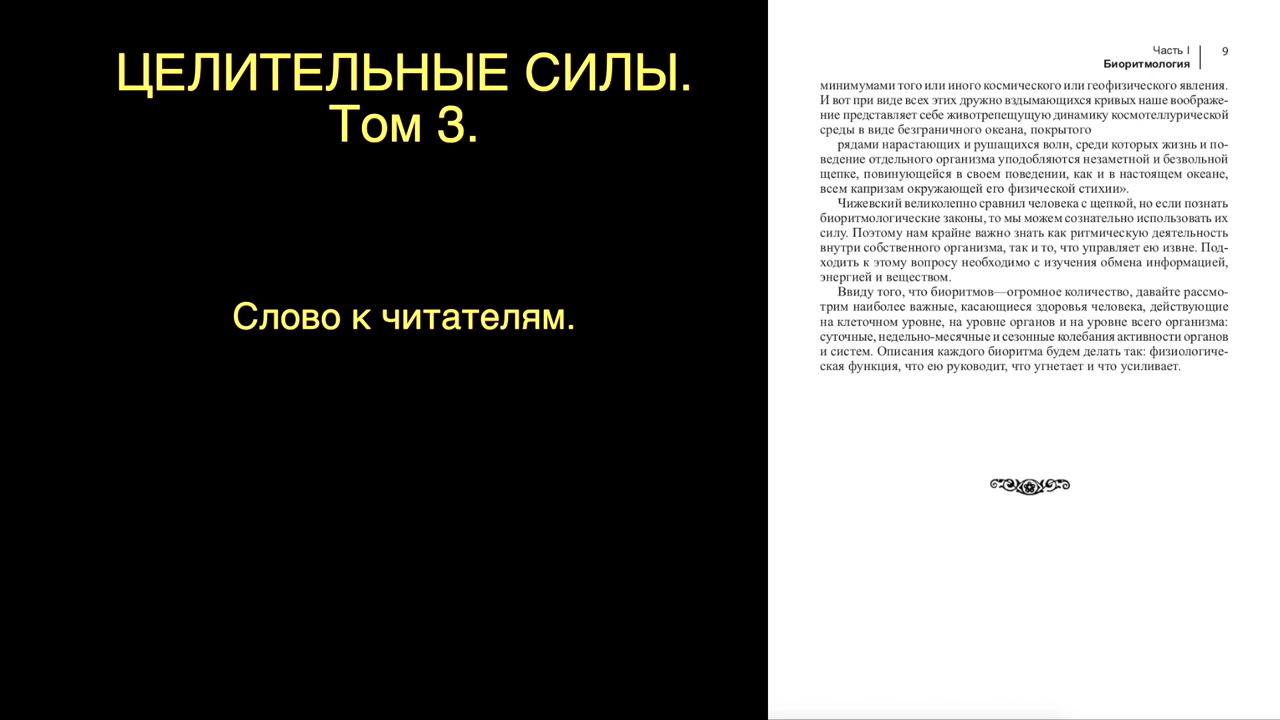 ЦЕЛИТЕЛЬНЫЕ СИЛЫ.
Том 3.
Слово к читателям.
Часть I
9
Биоритмология
минимумами того или иного космического или геофизического явления.
И вот при виде всех этих дружно вздымающихся кривых наше воображе-
ние представляет себе животрепещущую динамику космотеллурической
среды в виде безграничного океана, покрытого
рядами нарастающих и рушащихся волн, среди которых жизнь и по-
ведение отдельного организма уподобляются незаметной и безвольной
щепке, повинующейся в своем поведении, как и в настоящем океане,
всем капризам окружающей его физической стихии».
Чижевский великолепно сравнил человека с щепкой, но если познать
биоритмологические законы, то мы можем сознательно использовать их
силу. Поэтому нам крайне важно знать как ритмическую деятельность
внутри собственного организма, так и то, что управляет ею извне. Под-
ходить к этому вопросу необходимо с изучения обмена информацией,
энергией и веществом.
Ввиду того, что биоритмов—огромное количество, давайте рассмо-
трим наиболее важные, касающиеся здоровья человека, действующие
на клеточном уровне, на уровне органов и на уровне всего организма:
суточные, недельно-месячные и сезонные колебания активности органов
и систем. Описания каждого биоритма будем делать так: физиологиче-
ская функция, что ею руководит, что угнетает и что усиливает.